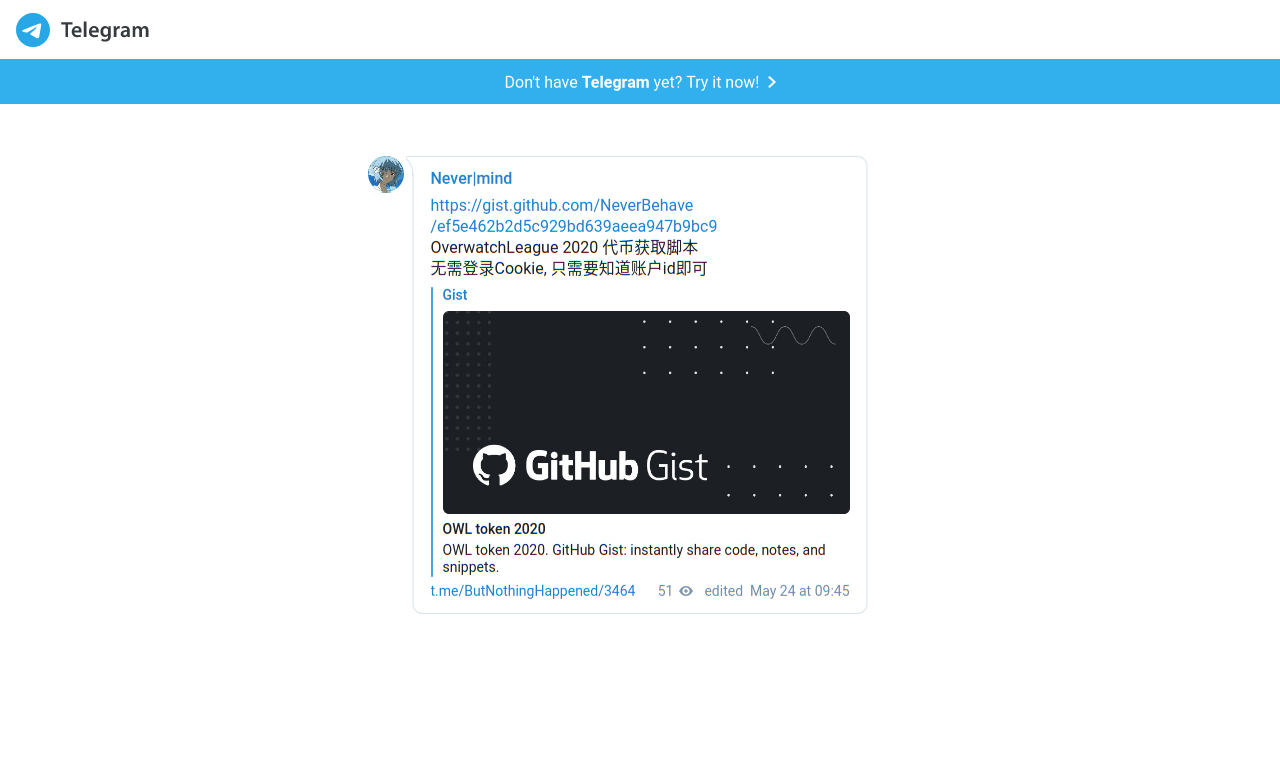 Telegram
Don't have Telegram yet? Try it now!
Never|mind
https://gist.github.com/NeverBehave
/ef5e462b2d5c929bd639aeea947b9bc9
OverwatchLeague 2020 代币获取脚本
无需登录Cookie, 只需要知道账户id即可
Gist
GitHub Gist
OWL token 2020
OWL token 2020. GitHub Gist: instantly share code, notes, and
snippets.
t.me/ButNothingHappened/3464 51 edited May 24 at 09:45